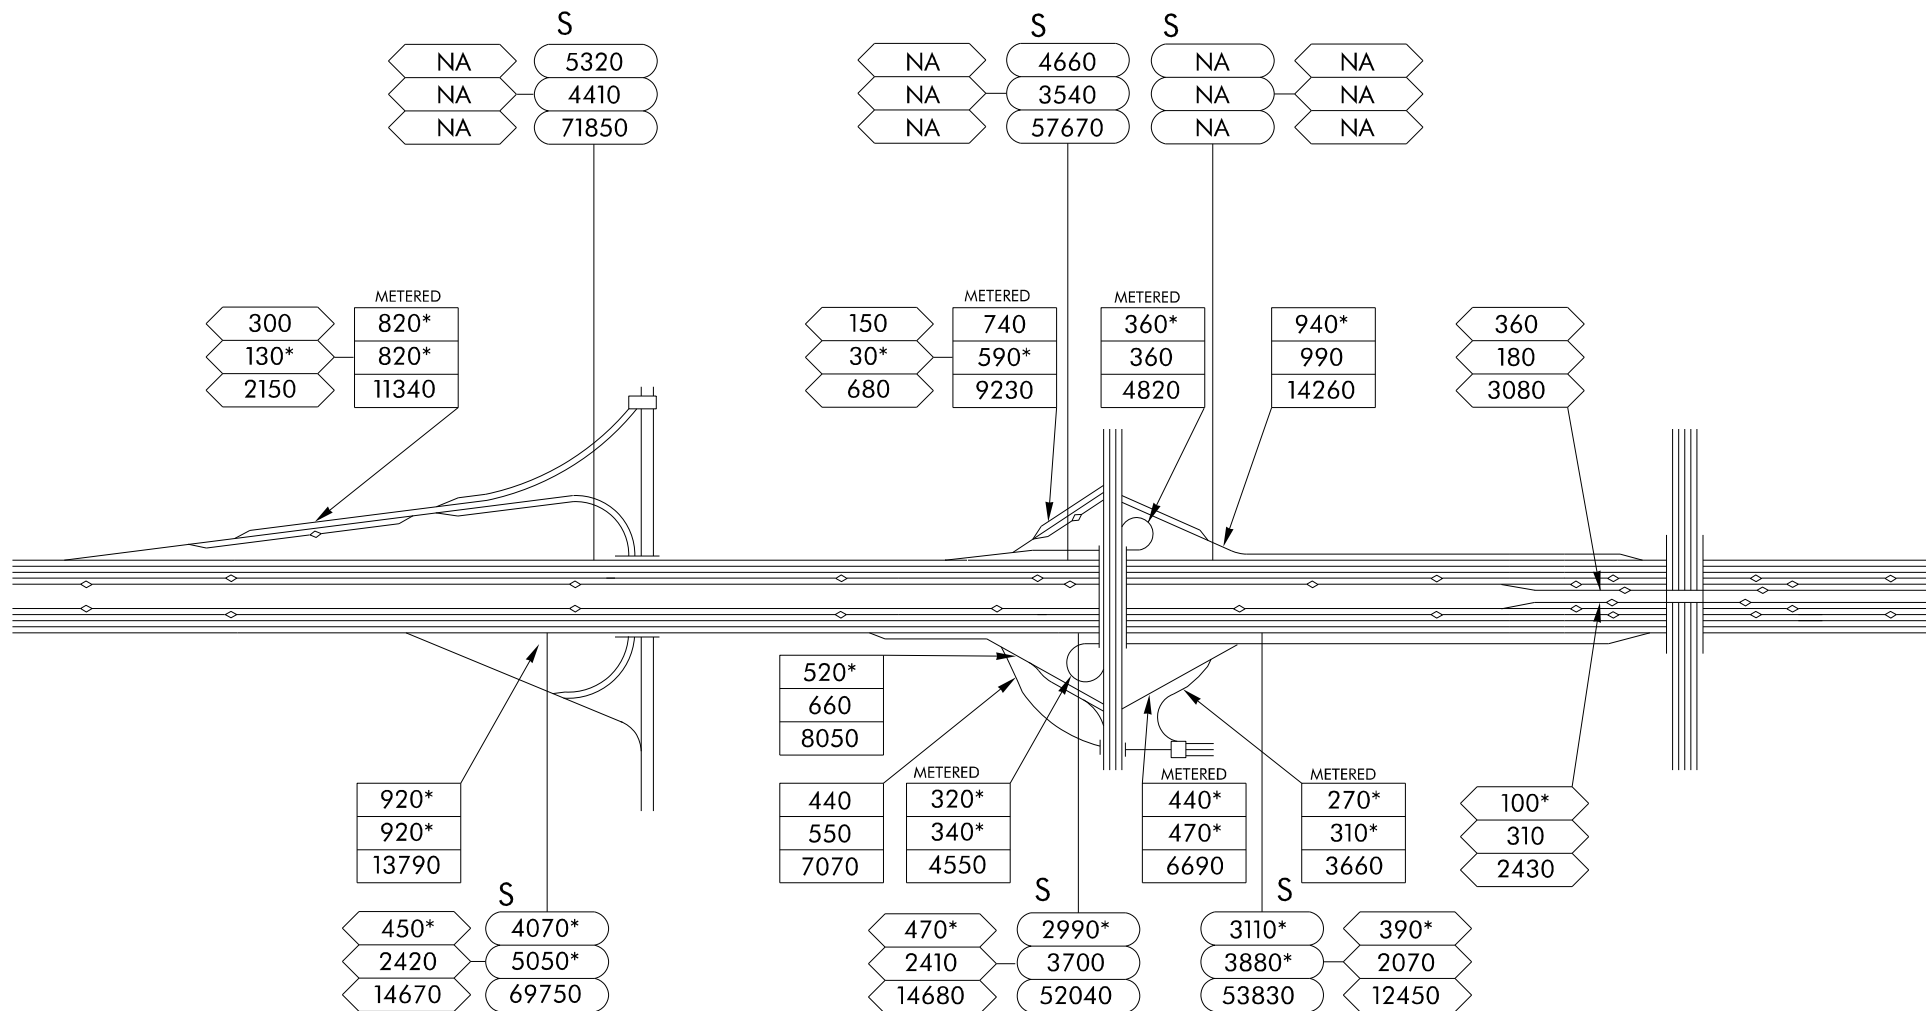 S S S
NA 5320 NA 4660 NA NA
NA 4410 NA 3540 NA NA
NA 71850 NA 57670 NA NA
METERED METERED METERED
300 820* 150 740 360* 940* 360
130* 820* 30* 590* 360 990 180
2150 11340 680 9230 4820 14260 3080
520*
660
8050
METERED METERED METERED
920* 440 320* 440* 270* 100*
920* 550 340* 470* 310* 310
13790 7070 4550 6690 3660 2430
S S S
450* 4070* 470* 2990* 3110* 390*
2420 5050* 2410 3700 3880* 2070
14670 69750 14680 52040 53830 12450